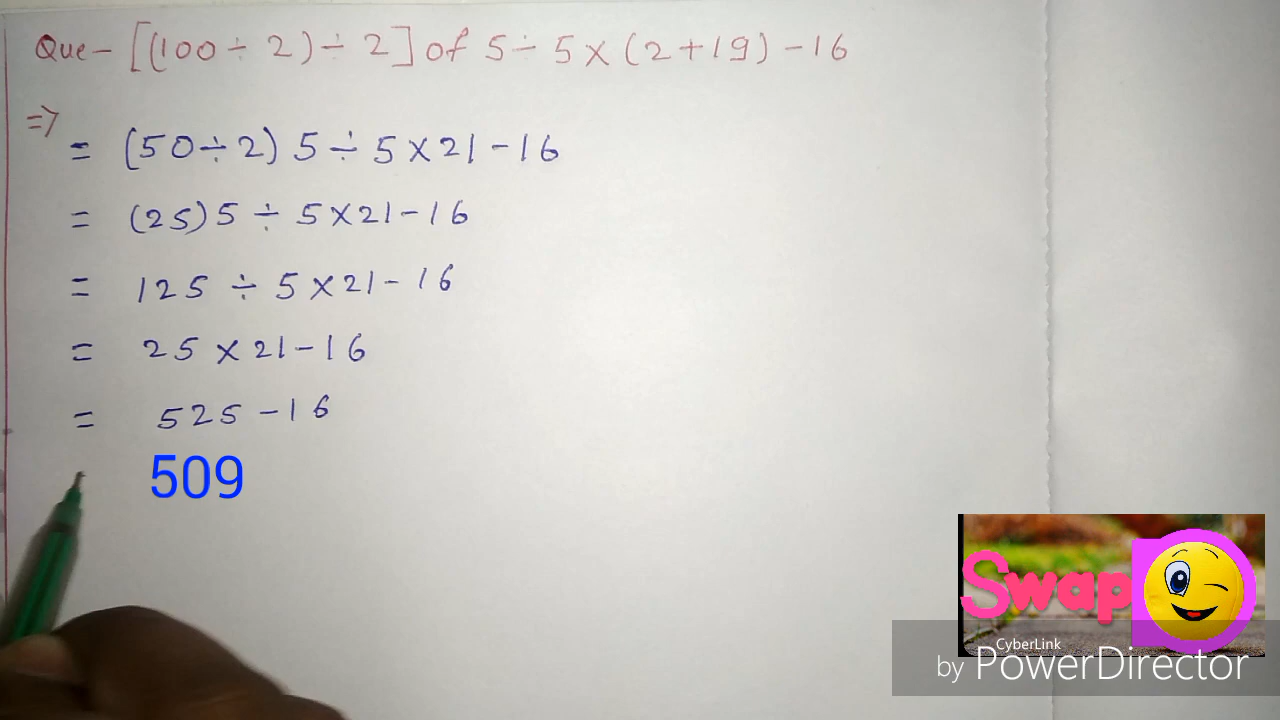 Que - [(100 ÷ 2) ÷ 2] of 5 ÷ 5 × (2 + 19) - 16
=>
= (50 ÷ 2) 5 ÷ 5 × 21 - 16
= (25) 5 ÷ 5 × 21 - 16
= 125 ÷ 5 × 21 - 16
= 25 × 21 - 16
= 525 - 16
509
Swap
CyberLink
by PowerDirector